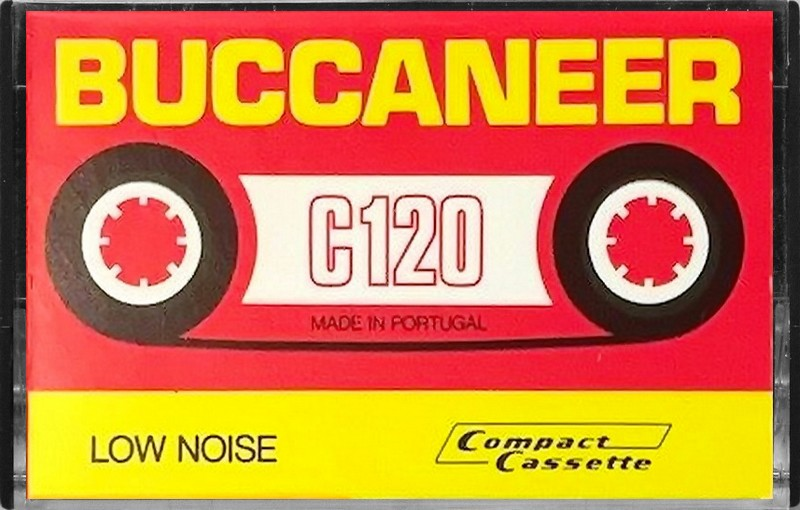 BUCCANEER
C120
MADE IN PORTUGAL
LOW NOISE
Compact
Cassette